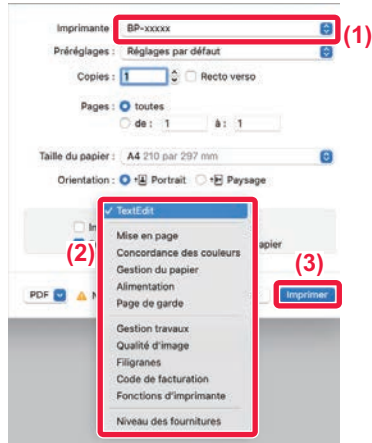 Imprimante BP-xxxxx (1)
Préréglages : Réglages par défaut
Copies : 1 Recto verso
Pages : toutes
de : 1 à : 1
Taille du papier : A4 210 par 297 mm
Orientation : Portrait Paysage
✓ TextEdit
(2)
Mise en page
Concordance des couleurs
apier
Gestion du papier
Alimentation
(3)
PDF
Page de garde
Imprimer
Gestion travaux
Qualité d'image
Filigranes
Code de facturation
Fonctions d'imprimante
Niveau des fournitures